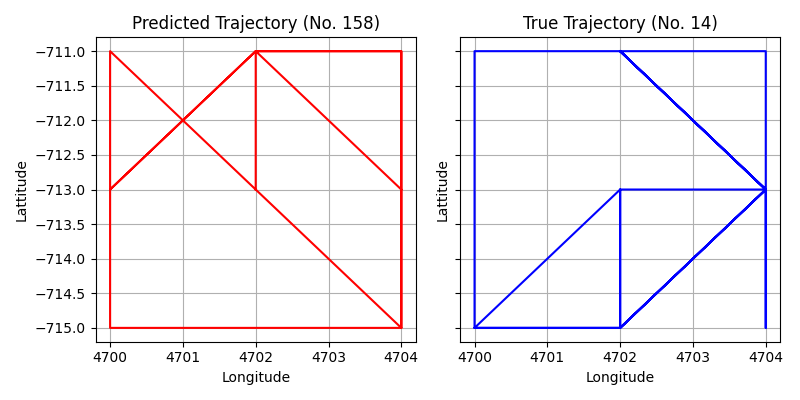 Predicted Trajectory (No. 158)
True Trajectory (No. 14)
Lattitude
−711.0
−711.5
−712.0
−712.5
−713.0
−713.5
−714.0
−714.5
−715.0
Lattitude
4700 4701 4702 4703 4704
4700 4701 4702 4703 4704
Longitude
Longitude